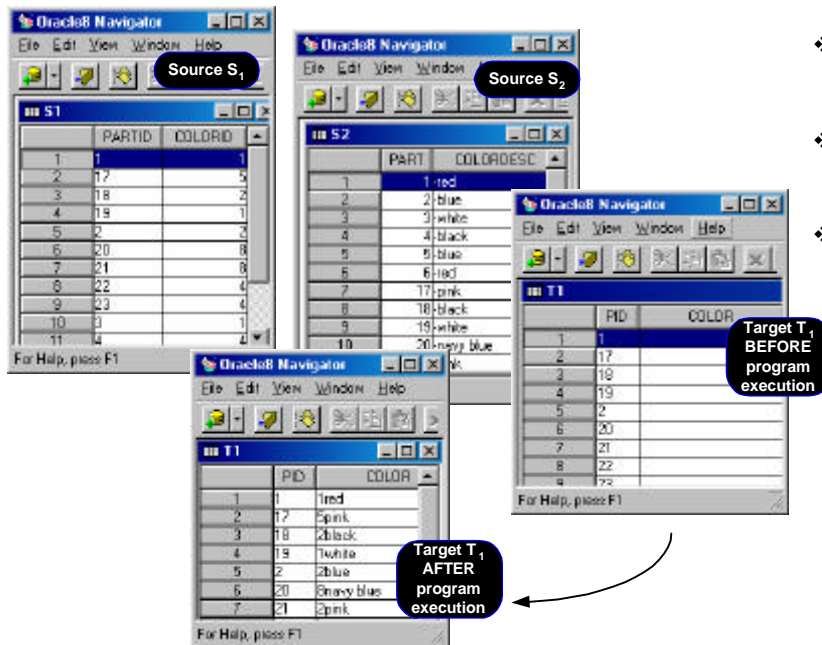 Oracle8 Navigator
File Edit View Window Help
Source S1
S1
PARTID COLORID
1 1 1
2 17 5
3 18 2
4 19 1
5 2 2
6 20 8
7 21 8
8 22 4
9 23 4
10 3 1
11 4 4
For Help, press F1
Oracle8 Navigator
File Edit View Window
Source S2
S2
PART COLORDESC
1 1 -red
2 2 -blue
3 3 -white
4 4 -black
5 5 -blue
6 6 -red
7 17 -pink
8 18 -black
9 19 -white
10 20 -navy blue
Oracle8 Navigator
File Edit View Window Help
T1
PID COLOR
1 1
2 17
3 18
4 19
5 2
6 20
7 21
8 22
9 23
For Help, press F1
Target T1
BEFORE
program
execution
Oracle8 Navigator
File Edit View Window Help
T1
PID COLOR
1 1 1red
2 17 5pink
3 18 2black
4 19 1white
5 2 2blue
6 20 8navy blue
7 21 2pink
For Help, press F1
Target T1
AFTER
program
execution